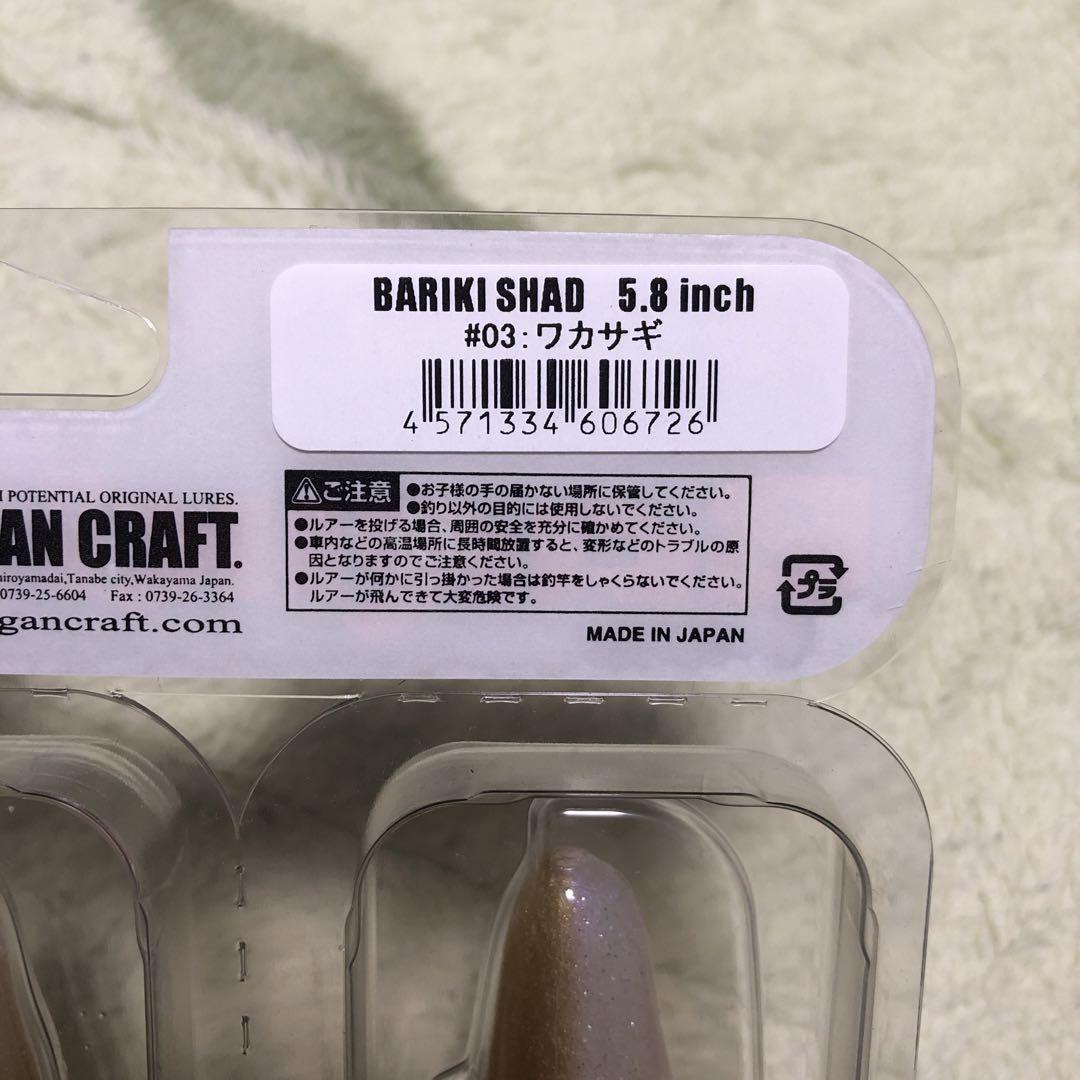 BARIKI SHAD 5.8 inch
#03:ワカサギ
4 571334 606726
POTENTIAL ORIGINAL LURES.
AN CRAFT.
iroyamadai,Tanabe city,Wakayama Japan.
0739-25-6604 Fax : 0739-26-3364
gancraft.com
ご注意
●お子様の手の届かない場所に保管してください。
●釣り以外の目的には使用しないでください。
●ルアーを投げる場合、周囲の安全を充分に確かめてください。
●車内などの高温場所に長時間放置すると、変形などのトラブルの原
因となりますのでご注意ください。
●ルアーが何かに引っ掛かった場合は釣竿をしゃくらないでください。
ルアーが飛んできて大変危険です。
プラ
MADE IN JAPAN